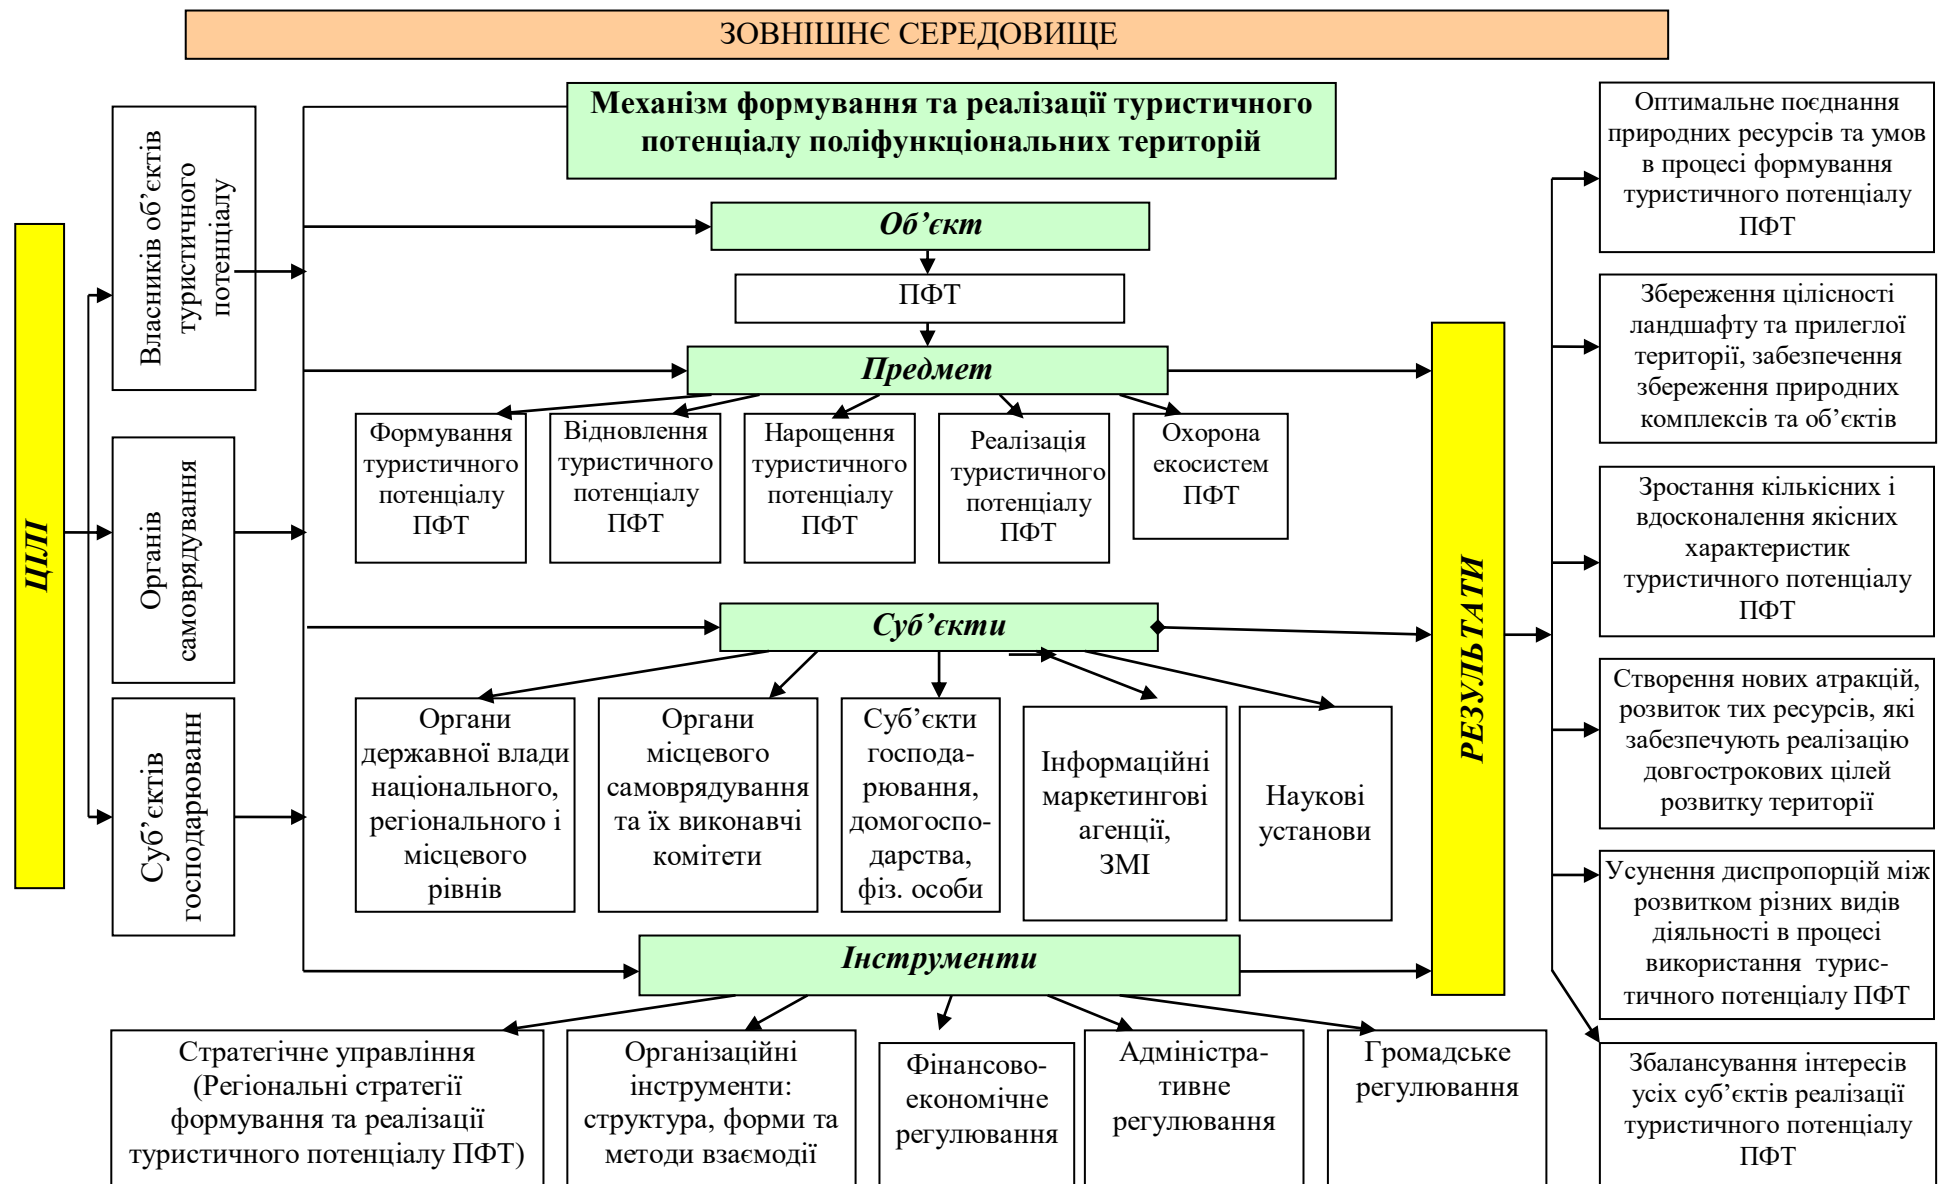 ЗОВНІШНЄ СЕРЕДОВИЩЕ
Механізм формування та реалізації туристичного
потенціалу поліфункціональних територій
ЦІЛІ
Власників об’єктів
туристичного
потенціалу
Органів
самоврядування
Суб’єктів
господарюванн
Об’єкт
ПФТ
Предмет
Формування
туристичного
потенціалу
ПФТ
Відновлення
туристичного
потенціалу
ПФТ
Нарощення
туристичного
потенціалу
ПФТ
Реалізація
туристичного
потенціалу
ПФТ
Охорона
екосистем
ПФТ
Суб’єкти
Органи
державної влади
національного,
регіонального і
місцевого
рівнів
Органи
місцевого
самоврядування
та їх виконавчі
комітети
Суб’єкти
господа-
рювання,
домогоспо-
дарства,
фіз. особи
Інформаційні
маркетингові
агенції,
ЗМІ
Наукові
установи
Інструменти
Стратегічне управління
(Регіональні стратегії
формування та реалізації
туристичного потенціалу ПФТ)
Організаційні
інструменти:
структура, форми та
методи взаємодії
Фінансово-
економічне
регулювання
Адміністра-
тивне
регулювання
Громадське
регулювання
РЕЗУЛЬТАТИ
Оптимальне поєднання
природних ресурсів та умов
в процесі формування
туристичного потенціалу
ПФТ
Збереження цілісності
ландшафту та прилеглої
території, забезпечення
збереження природних
комплексів та об’єктів
Зростання кількісних і
вдосконалення якісних
характеристик
туристичного потенціалу
ПФТ
Створення нових атракцій,
розвиток тих ресурсів, які
забезпечують реалізацію
довгострокових цілей
розвитку території
Усунення диспропорцій між
розвитком різних видів
діяльності в процесі
використання турис-
тичного потенціалу ПФТ
Збалансування інтересів
усіх суб’єктів реалізації
туристичного потенціалу
ПФТ